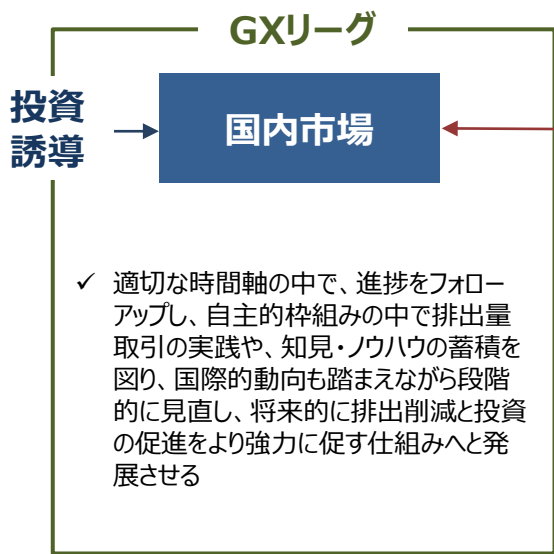 GXリーグ
投資
誘導
国内市場
✓ 適切な時間軸の中で、進捗をフォロー
アップし、自主的枠組みの中で排出量
取引の実践や、知見・ノウハウの蓄積を
図り、国際的動向も踏まえながら段階
的に見直し、将来的に排出削減と投資
の促進をより強力に促す仕組みへと発
展させる